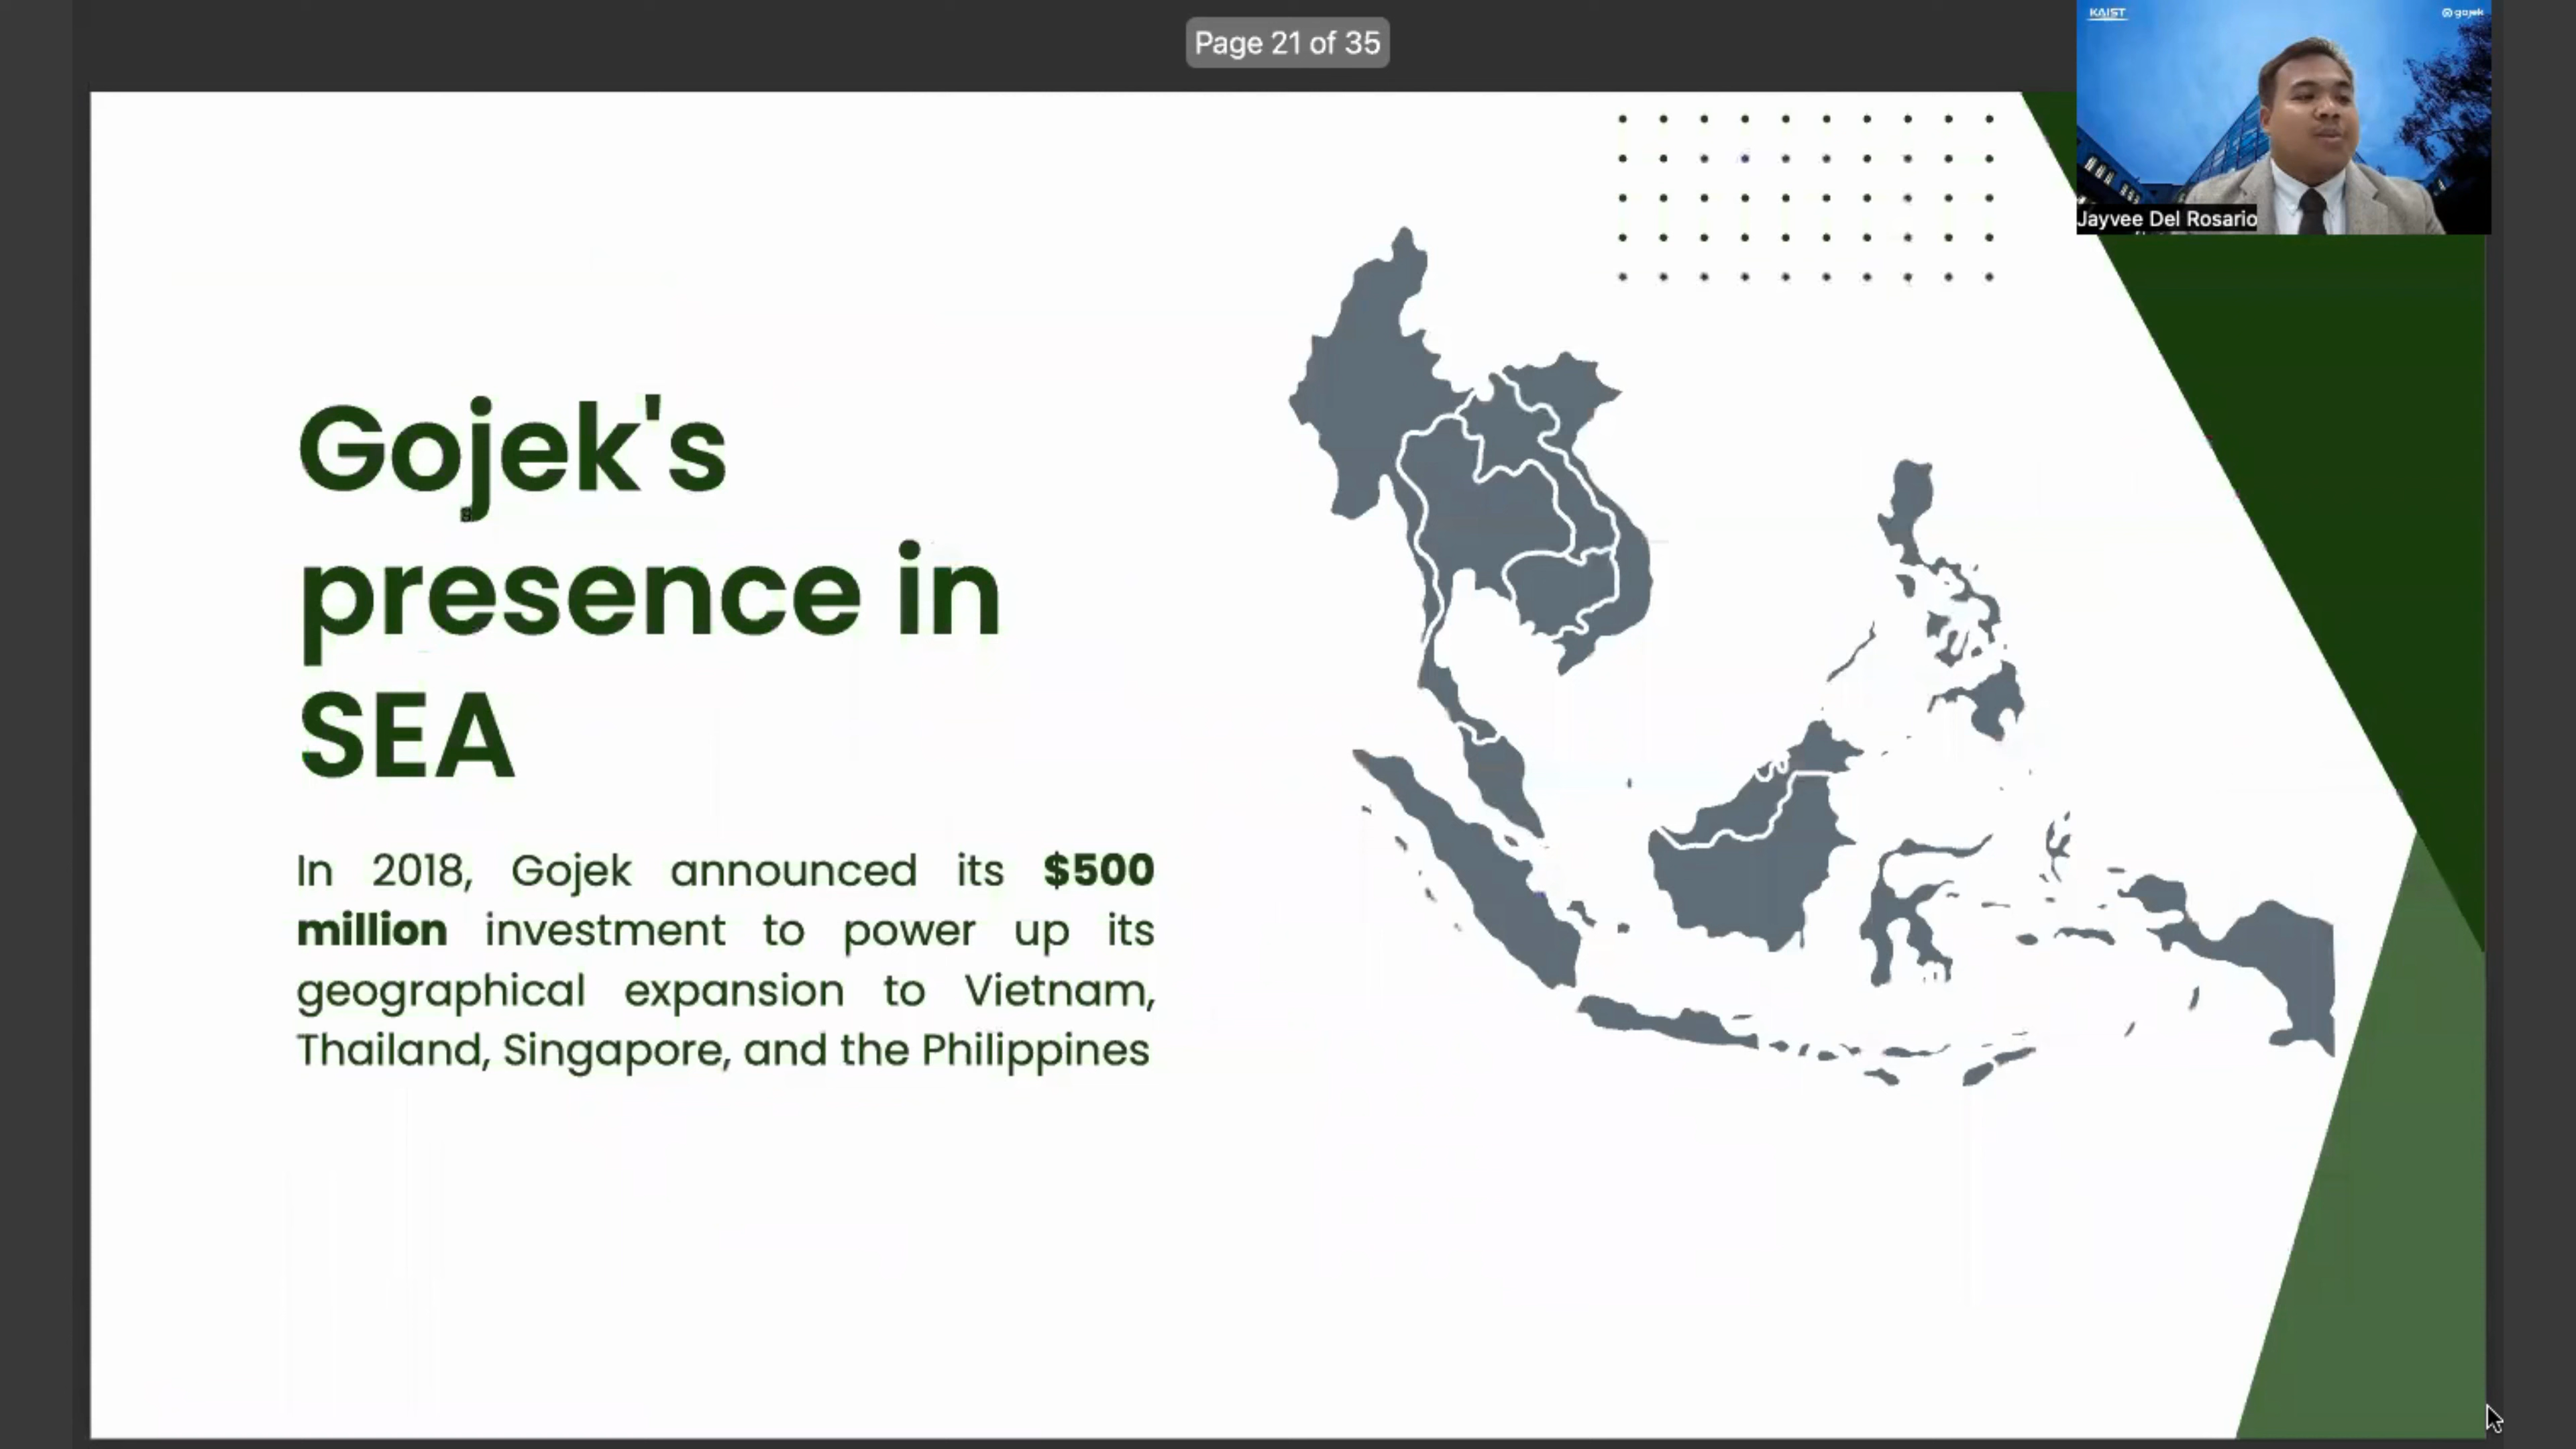 Page 21 of 35
KAIST
gojek
Jayvee Del Rosario
Gojek's
presence in
SEA
In 2018, Gojek announced its $500
million investment to power up its
geographical expansion to Vietnam,
Thailand, Singapore, and the Philippines